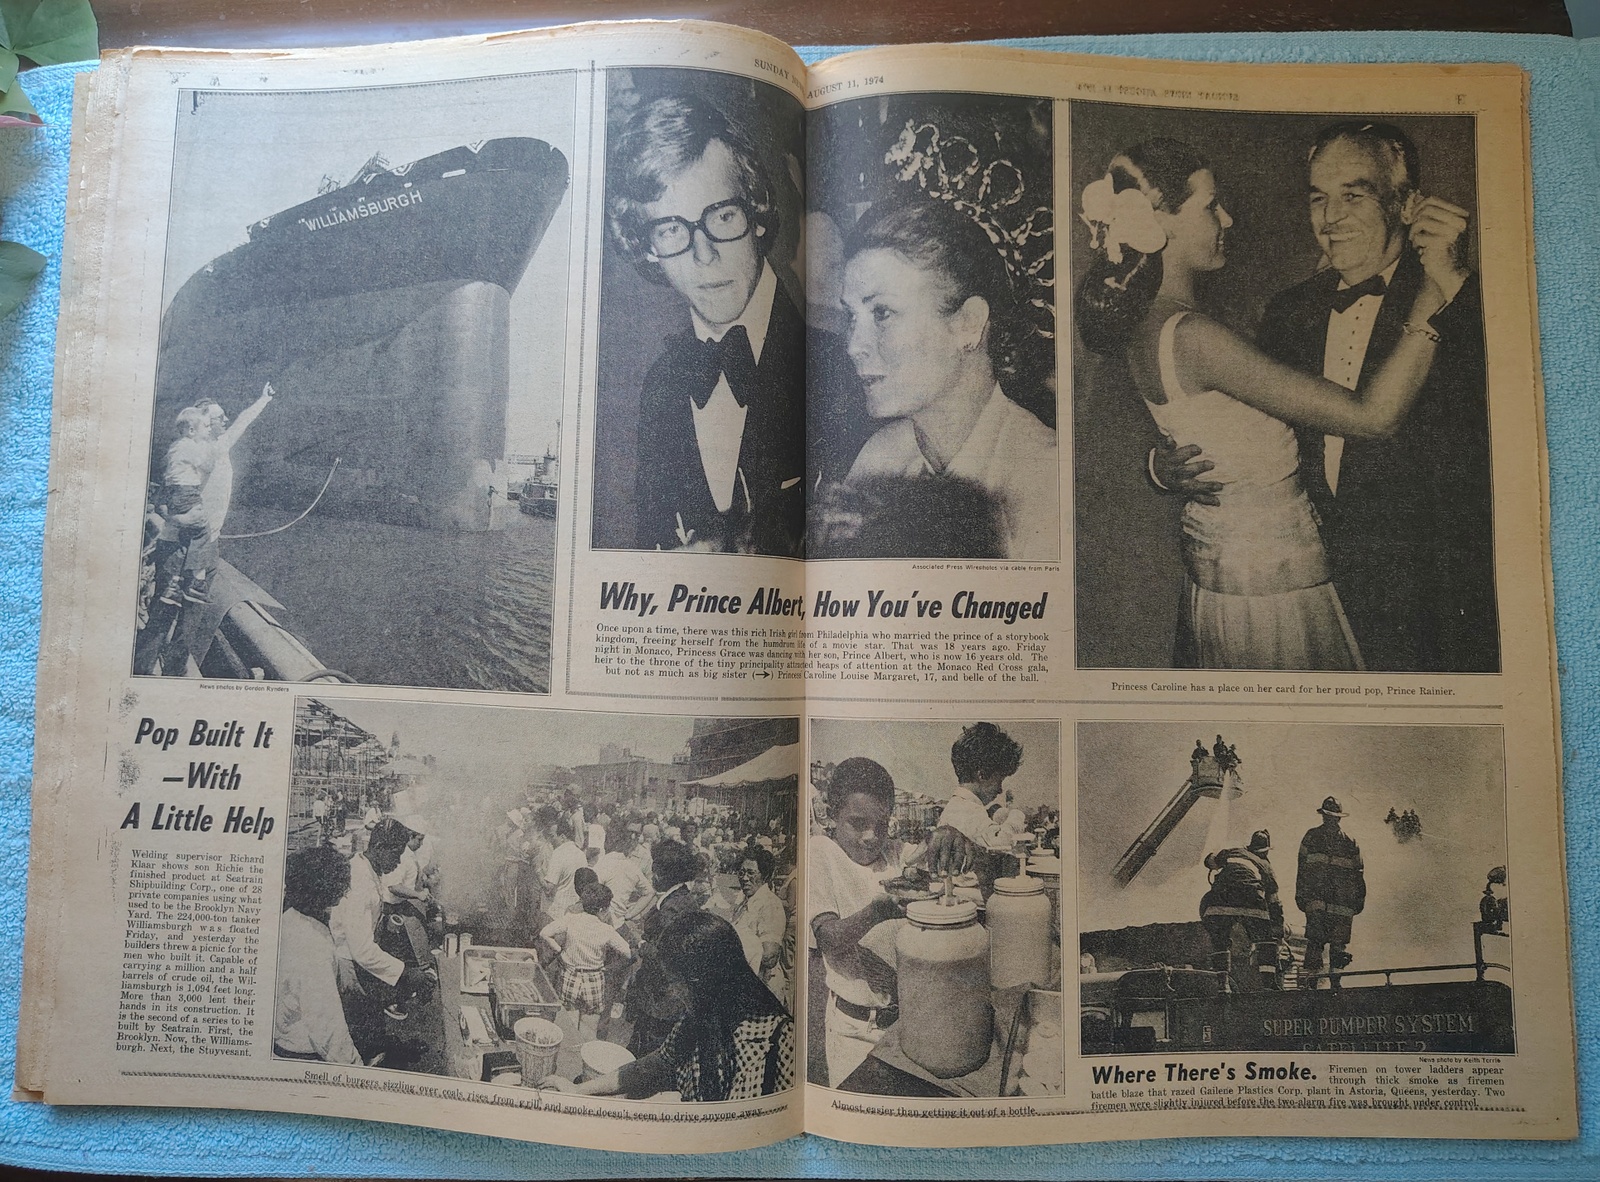 SUNDAY
AUGUST 11, 1974
"WILLIAMSBURGH
News photos by Gordon Rynders
Associated Press Wirephotos via cable from Paris
Why, Prince Albert, How You've Changed
Once upon a time, there was this rich Irish girl from Philadelphia who married the prince of a storybook
kingdom, freeing herself from the humdrum life of a movie star. That was 18 years ago. Friday
night in Monaco, Princess Grace was dancing with her son, Prince Albert, who is now 16 years old. The
heir to the throne of the tiny principality attracted heaps of attention at the Monaco Red Cross gala,
but not as much as big sister (→) Princess Caroline Louise Margaret, 17, and belle of the ball.
Princess Caroline has a place on her card for her proud pop, Prince Rainier.
Pop Built It
—With
A Little Help
Welding supervisor Richard
Klaar shows son Richie the
finished product at Seatrain
Shipbuilding Corp., one of 28
private companies using what
used to be the Brooklyn Navy
Yard. The 224,000-ton tanker
Williamsburgh was floated
Friday, and yesterday the
builders threw a picnic for the
men who built it. Capable of
carrying a million and a half
barrels of crude oil, the Wil-
liamsburgh is 1,094 feet long.
More than 3,000 lent their
hands in its construction. It
is the second of a series to be
built by Seatrain. First, the
Brooklyn. Now, the Williams-
burgh. Next, the Stuyvesant.
Smell of burgers sizzling over coals rises from grill, and smoke doesn't seem to drive anyone away.
Almost easier than getting it out of a bottle.
SUPER PUMPER SYSTEM
SATELLITE 2
News photo by Keith Torrie
Where There's Smoke. Firemen on tower ladders appear
through thick smoke as firemen
battle blaze that razed Gailene Plastics Corp. plant in Astoria, Queens, yesterday. Two
firemen were slightly injured before the two-alarm fire was brought under control.